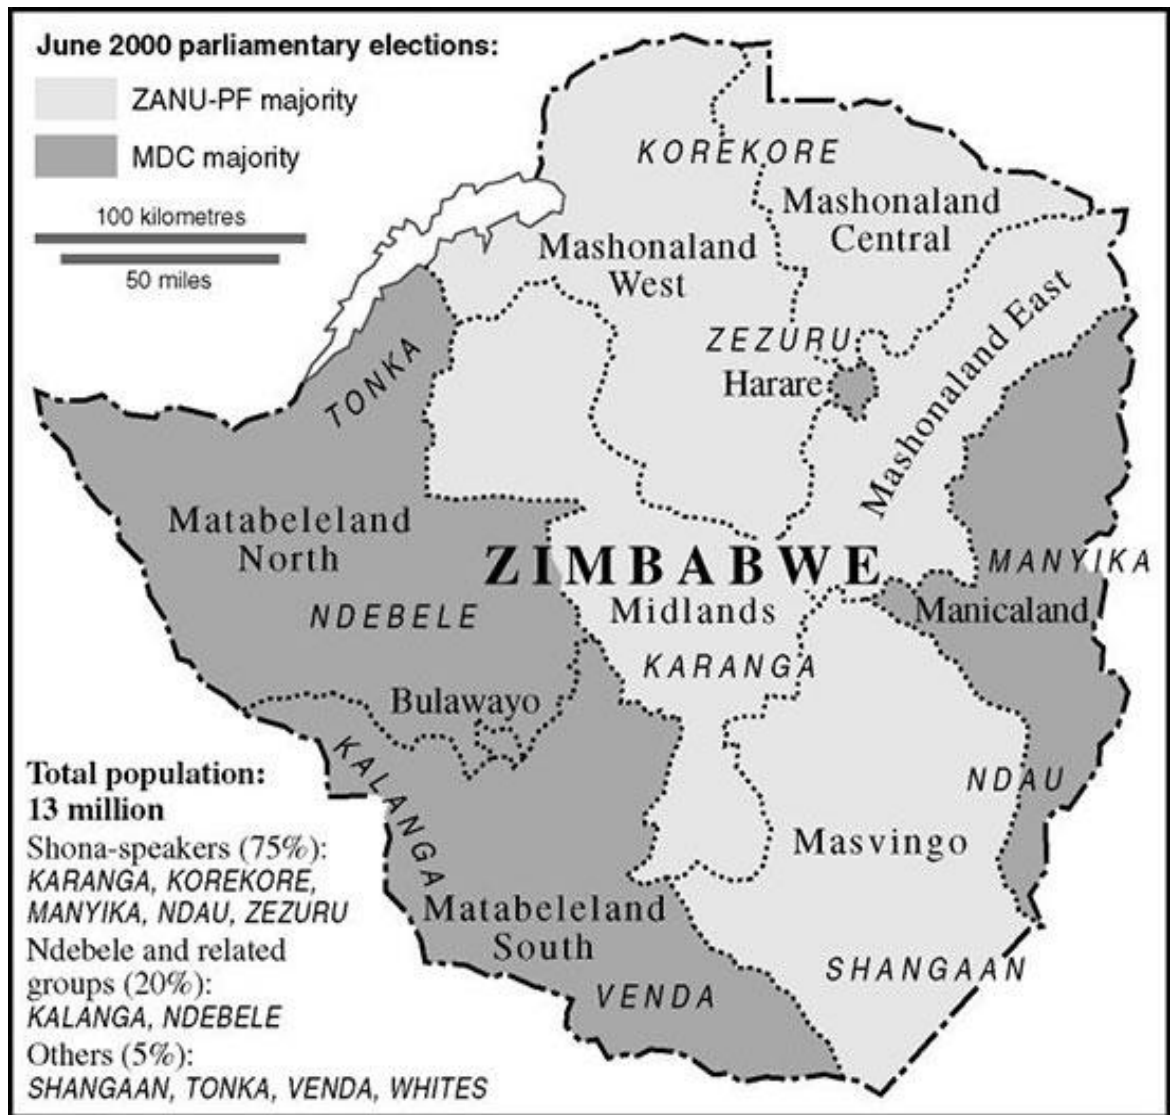 June 2000 parliamentary elections:
ZANU-PF majority
MDC majority
100 kilometres
50 miles
KOREKORE
Mashonaland
Central
Mashonaland
West
ZEZURU
Harare
Mashonaland East
TONKA
Matabeleland
North
ZIMBABWE
MANYIKA
Midlands
Manicaland
NDEBELE
KARANGA
Bulawayo
KALANGA
NDAU
Masvingo
Matabeleland
South
SHANGAAN
VENDA
Total population:
13 million
Shona-speakers (75%):
KARANGA, KOREKORE,
MANYIKA, NDAU, ZEZURU
Ndebele and related
groups (20%):
KALANGA, NDEBELE
Others (5%):
SHANGAAN, TONKA, VENDA, WHITES